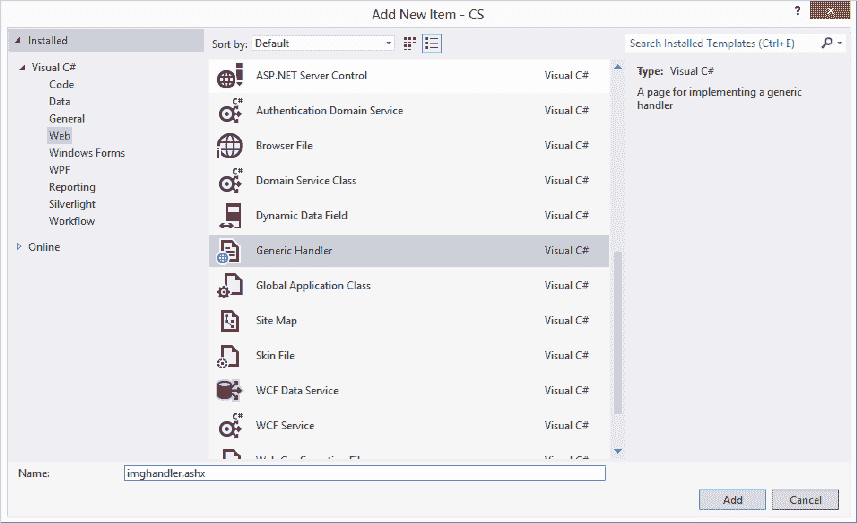 Add New Item - CS
?
Installed
Sort by: Default
Search Installed Templates (Ctrl+E)
Visual C#
Code
Data
General
Web
Windows Forms
WPF
Reporting
Silverlight
Workflow
Online
ASP.NET Server Control Visual C#
Authentication Domain Service Visual C#
Browser File Visual C#
Domain Service Class Visual C#
Dynamic Data Field Visual C#
Generic Handler Visual C#
Global Application Class Visual C#
Site Map Visual C#
Skin File Visual C#
WCF Data Service Visual C#
WCF Service Visual C#
Type: Visual C#
A page for implementing a generic
handler
Name: imghandler.ashx
Add Cancel